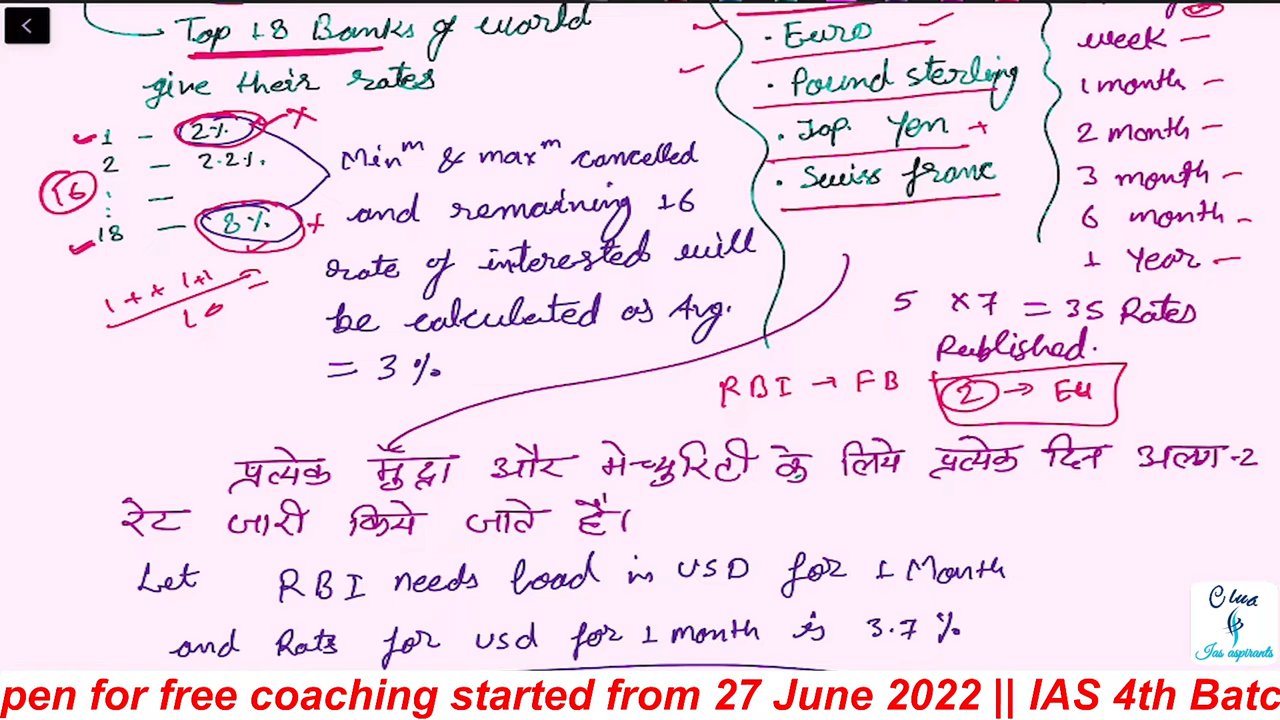 Top 18 Banks of world
give their rates
1 - 2%
2 - 2.2%.
:
18 - 8%
16
Minm & maxm cancelled
and remaining 16
rate of interested will
be calculated as Avg.
= 3%
· Euro
· Pound sterling
· Jap. Yen
· Swiss franc
week -
1 month -
2 month -
3 month -
6 month -
1 Year -
5 x 7 = 35 Rates
Published.
RBI → FB
2 → EU
प्रत्येक मुद्रा और मेच्युरिटी के लिये प्रत्येक दिन अलग-2
रेट जारी किये जाते है।
Let RBI needs load in USD for 1 Month
and Rate for usd for 1 month is 3.7%
Ias aspirants
pen for free coaching started from 27 June 2022 || IAS 4th Batc